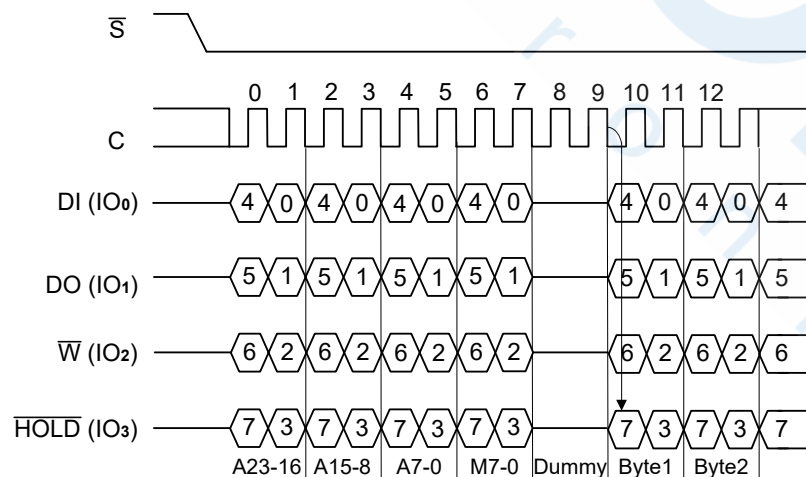 S
0 1 2 3 4 5 6 7 8 9 10 11 12
C
DI (IO₀) 4 0 4 0 4 0 4 0 4 0 4 0 4
DO (IO₁) 5 1 5 1 5 1 5 1 5 1 5 1 5
W (IO₂) 6 2 6 2 6 2 6 2 6 2 6 2 6
HOLD (IO₃) 7 3 7 3 7 3 7 3 7 3 7 3 7
A23-16 A15-8 A7-0 M7-0 Dummy Byte1 Byte2